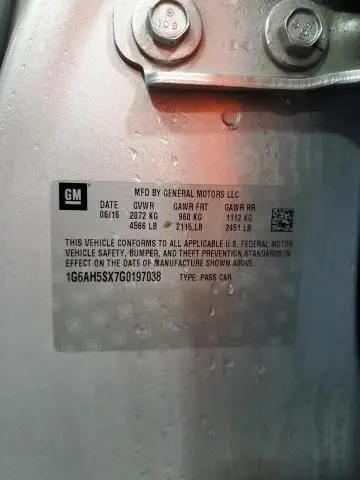 109
GM
MFD BY GENERAL MOTORS LLC
DATE GVWR GAWR FRT GAWR RR
06/16 2072 KG 960 KG 1112 KG
4566 LB 2115 LB 2451 LB
THIS VEHICLE CONFORMS TO ALL APPLICABLE U.S. FEDERAL MOTOR
VEHICLE SAFETY, BUMPER, AND THEFT PREVENTION STANDARDS
IN EFFECT ON THE DATE OF MANUFACTURE SHOWN ABOVE.
1G6AH5SX7G0197038 TYPE: PASS CAR